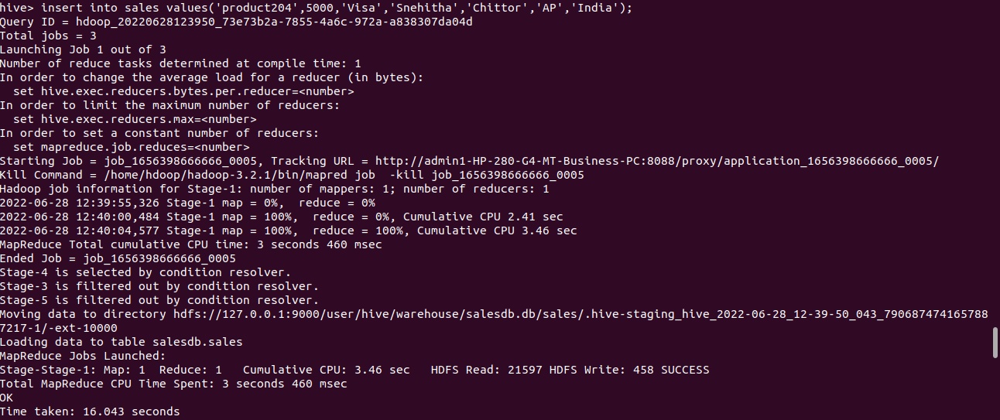 hive> insert into sales values('product204',5000,'Visa','Snehitha','Chittor','AP','India');
Query ID = hdoop_20220628123950_73e73b2a-7855-4a6c-972a-a838307da04d
Total jobs = 3
Launching Job 1 out of 3
Number of reduce tasks determined at compile time: 1
In order to change the average load for a reducer (in bytes):
  set hive.exec.reducers.bytes.per.reducer=<number>
In order to limit the maximum number of reducers:
  set hive.exec.reducers.max=<number>
In order to set a constant number of reducers:
  set mapreduce.job.reduces=<number>
Starting Job = job_1656398666666_0005, Tracking URL = http://admin1-HP-280-G4-MT-Business-PC:8088/proxy/application_1656398666666_0005/
Kill Command = /home/hdoop/hadoop-3.2.1/bin/mapred job  -kill job_1656398666666_0005
Hadoop job information for Stage-1: number of mappers: 1; number of reducers: 1
2022-06-28 12:39:55,326 Stage-1 map = 0%,  reduce = 0%
2022-06-28 12:40:00,484 Stage-1 map = 100%,  reduce = 0%, Cumulative CPU 2.41 sec
2022-06-28 12:40:04,577 Stage-1 map = 100%,  reduce = 100%, Cumulative CPU 3.46 sec
MapReduce Total cumulative CPU time: 3 seconds 460 msec
Ended Job = job_1656398666666_0005
Stage-4 is selected by condition resolver.
Stage-3 is filtered out by condition resolver.
Stage-5 is filtered out by condition resolver.
Moving data to directory hdfs://127.0.0.1:9000/user/hive/warehouse/salesdb.db/sales/.hive-staging_hive_2022-06-28_12-39-50_043_790687474165788
7217-1/-ext-10000
Loading data to table salesdb.sales
MapReduce Jobs Launched:
Stage-Stage-1: Map: 1  Reduce: 1   Cumulative CPU: 3.46 sec   HDFS Read: 21597 HDFS Write: 458 SUCCESS
Total MapReduce CPU Time Spent: 3 seconds 460 msec
OK
Time taken: 16.043 seconds